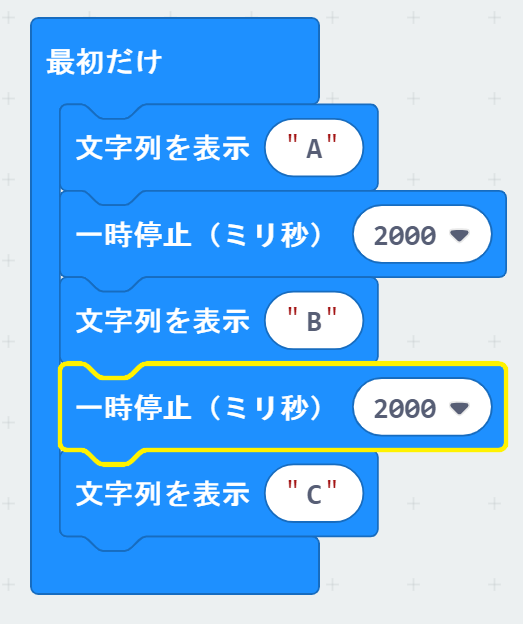 最初だけ
文字列を表示 "A"
一時停止（ミリ秒） 2000
文字列を表示 "B"
一時停止（ミリ秒） 2000
文字列を表示 "C"